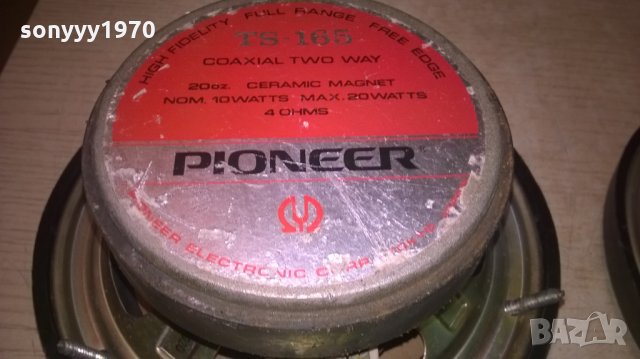 sonyyy1970
HIGH FIDELITY FULL RANGE FREE EDGE
TS-165
COAXIAL TWO WAY
20oz. CERAMIC MAGNET
NOM. 10WATTS MAX. 20WATTS
4 OHMS
PIONEER
PIONEER ELECTRONIC CORP.
BAZAR